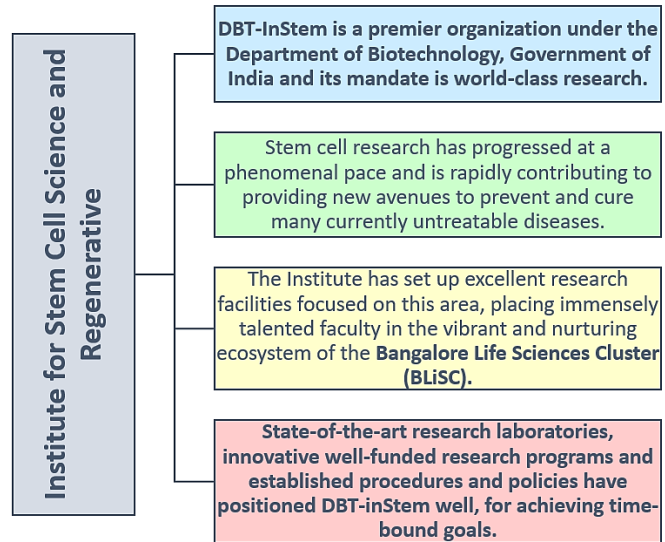 Institute for Stem Cell Science and
Regenerative
DBT-InStem is a premier organization under the
Department of Biotechnology, Government of
India and its mandate is world-class research.
Stem cell research has progressed at a
phenomenal pace and is rapidly contributing to
providing new avenues to prevent and cure
many currently untreatable diseases.
The Institute has set up excellent research
facilities focused on this area, placing immensely
talented faculty in the vibrant and nurturing
ecosystem of the Bangalore Life Sciences Cluster
(BLiSC).
State-of-the-art research laboratories,
innovative well-funded research programs and
established procedures and policies have
positioned DBT-inStem well, for achieving time-
bound goals.